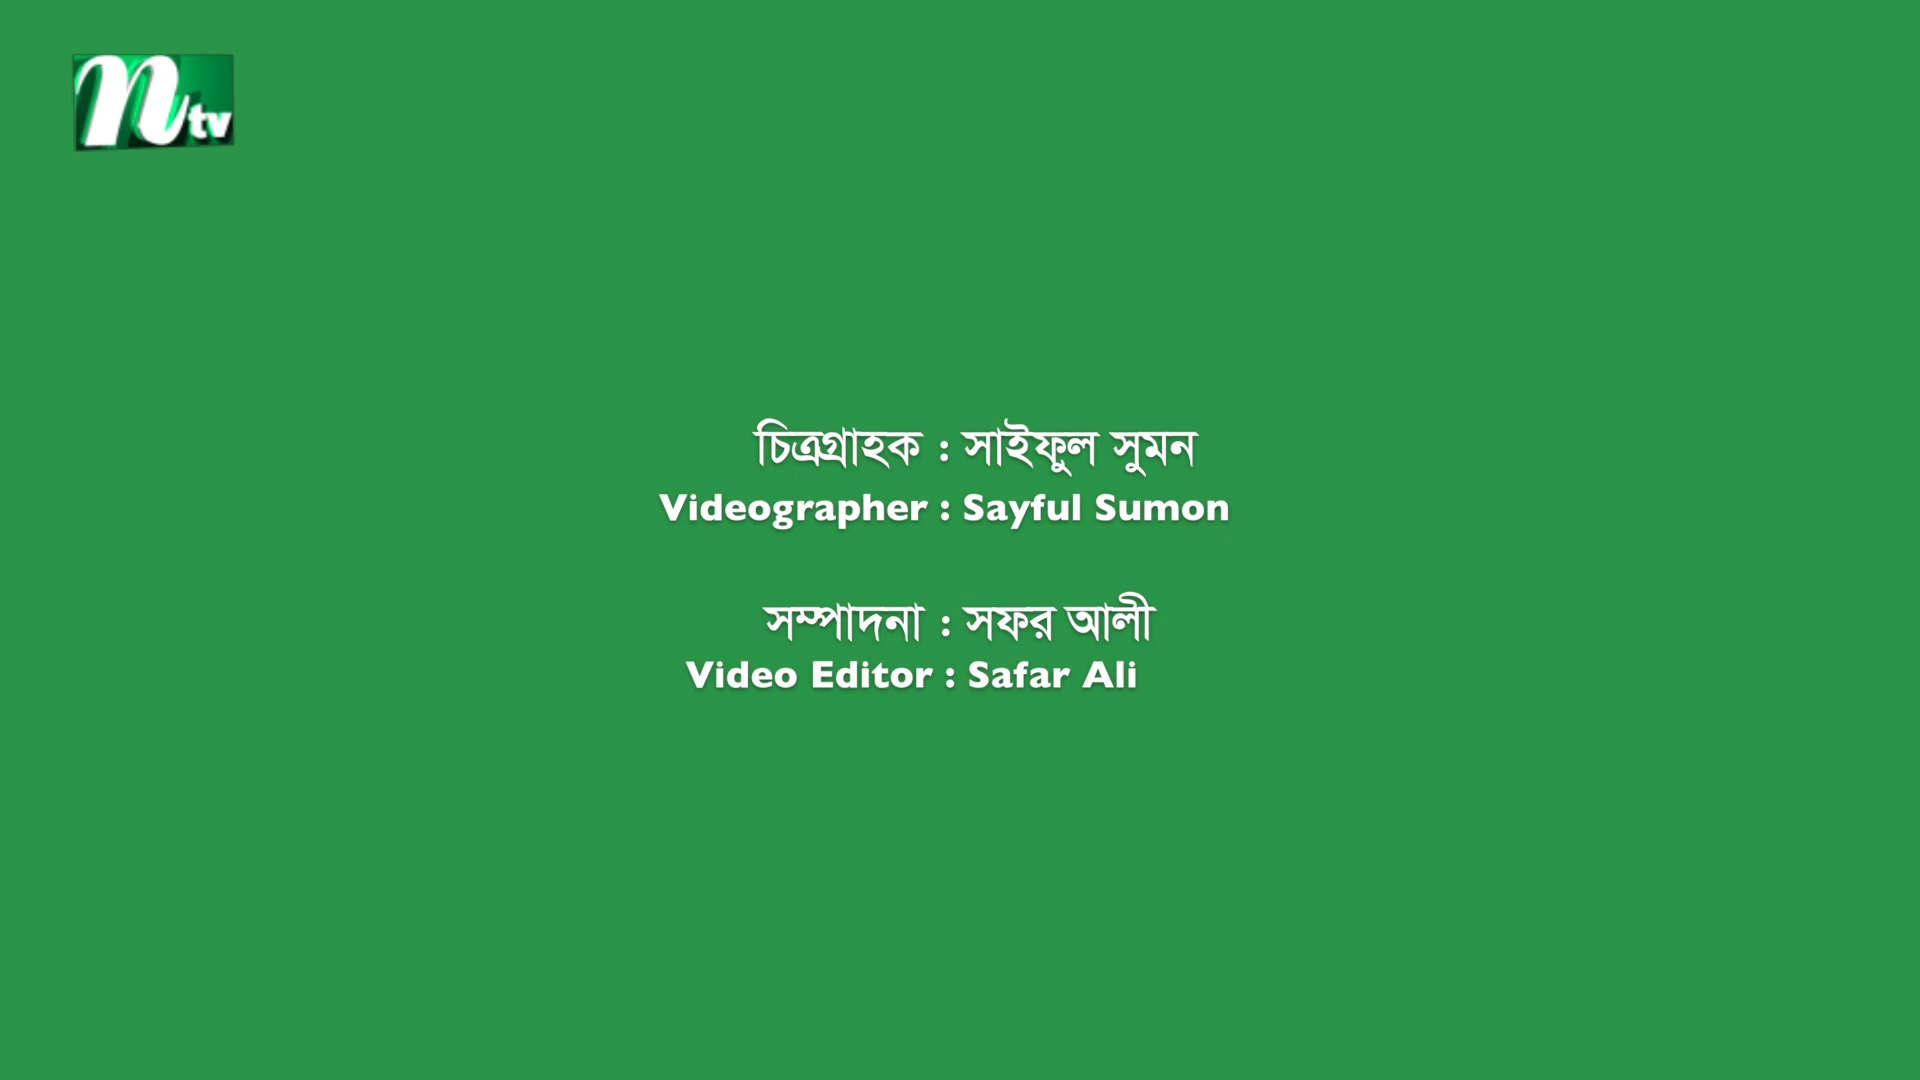 ntv
চিত্রগ্রাহক : সাইফুল সুমন
Videographer : Sayful Sumon
সম্পাদনা : সফর আলী
Video Editor : Safar Ali